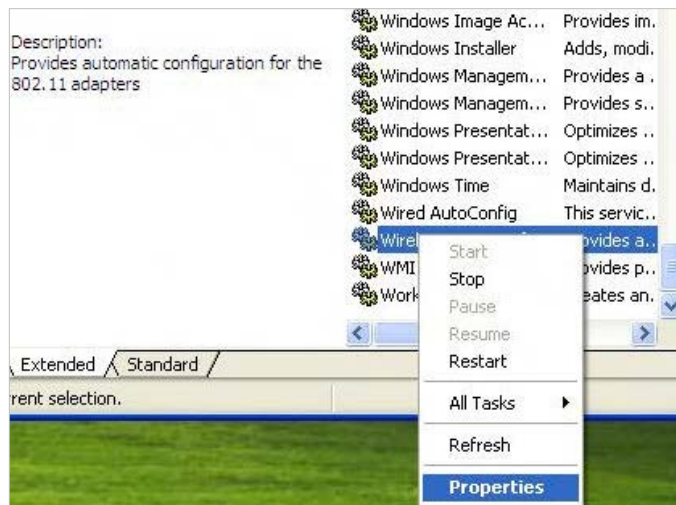 Description:
Provides automatic configuration for the
802.11 adapters
Windows Image Ac... Provides im.
Windows Installer Adds, modi.
Windows Managem... Provides a .
Windows Managem... Provides s..
Windows Presentat... Optimizes ..
Windows Presentat... Optimizes ..
Windows Time Maintains d.
Wired AutoConfig This servic..
Wirel ovides a..
WMI ovides p..
Work eates an.
Start
Stop
Pause
Resume
Restart
All Tasks
Refresh
Properties
Extended Standard
rent selection.